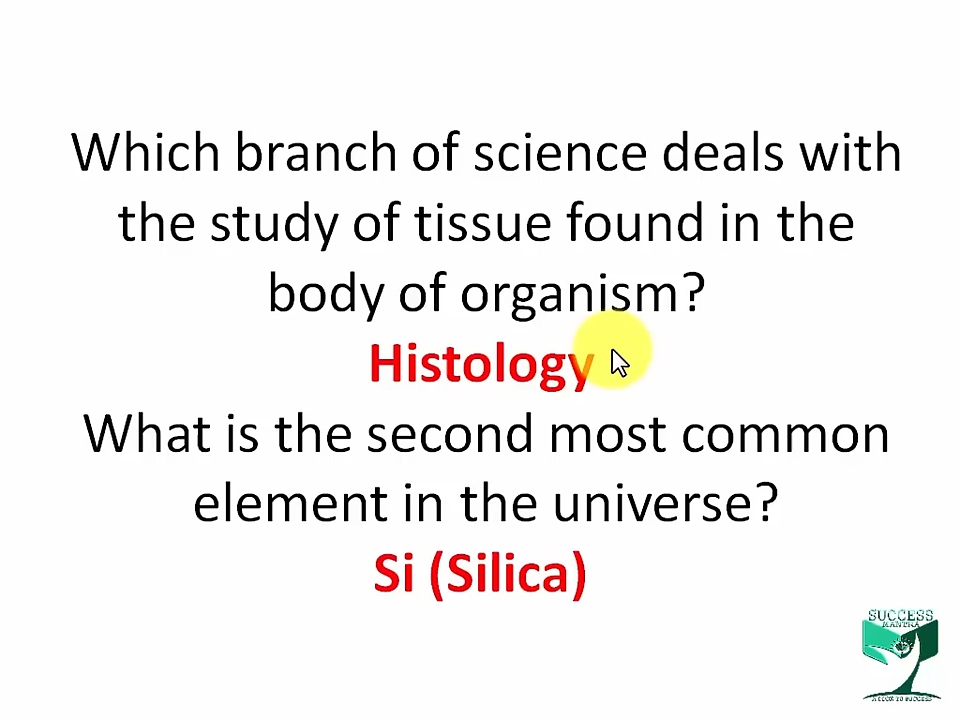 Which branch of science deals with
the study of tissue found in the
body of organism?
Histology
What is the second most common
element in the universe?
Si (Silica)
SUCCESS
MANTRA